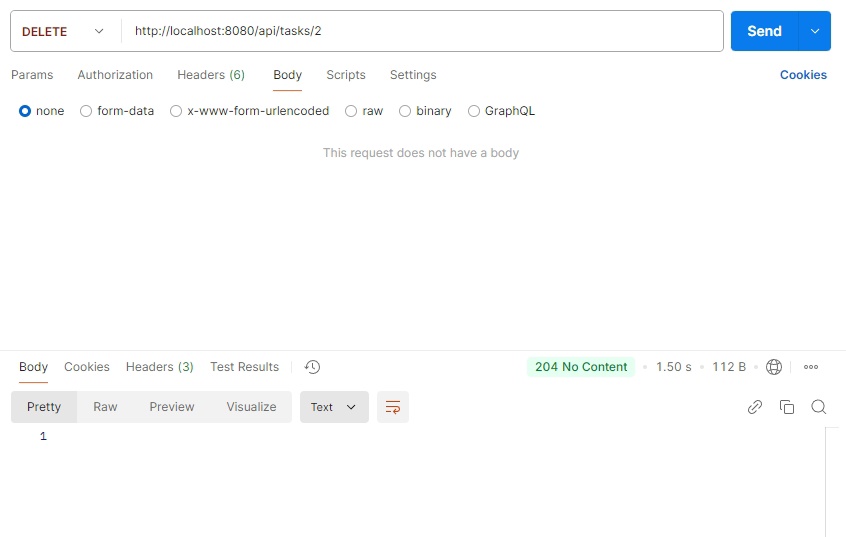 DELETE http://localhost:8080/api/tasks/2 Send
Params Authorization Headers (6) Body Scripts Settings Cookies
none form-data x-www-form-urlencoded raw binary GraphQL
This request does not have a body
Body Cookies Headers (3) Test Results 204 No Content • 1.50 s • 112 B •
Pretty Raw Preview Visualize Text
1